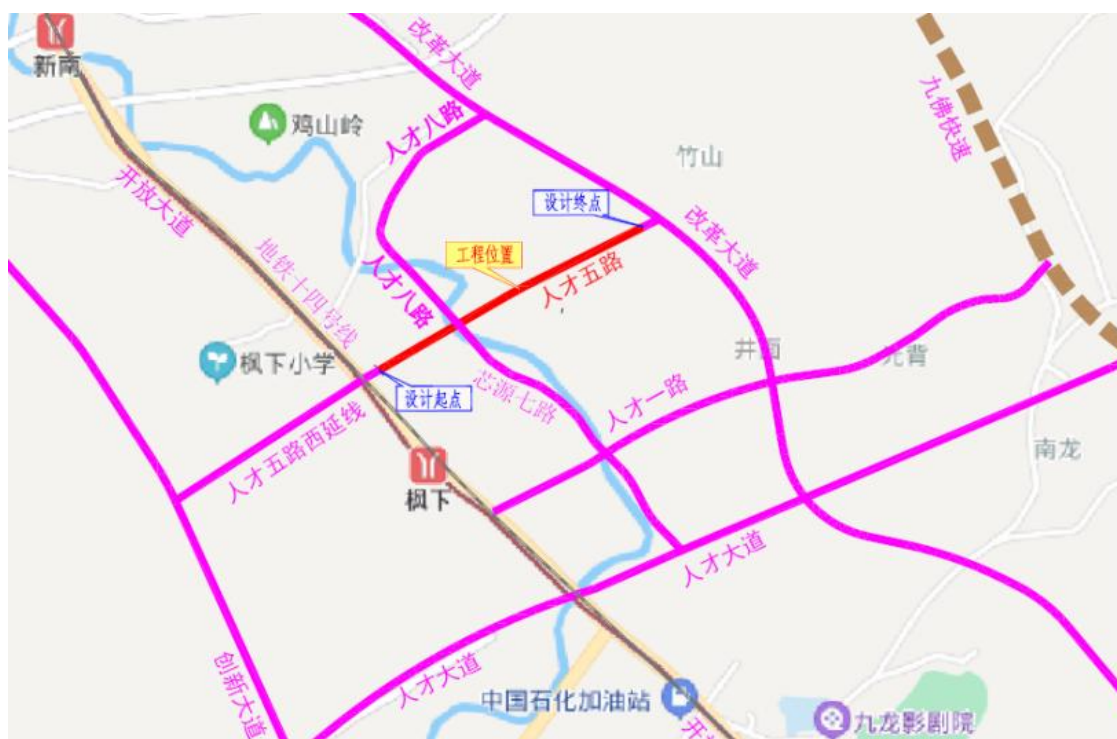 新南
改革大道
九佛快速
鸡山岭
人才八路
竹山
开放大道
设计终点
改革大道
地铁十四号线
工程位置
人才五路
人才八路
枫下小学
井面
元背
设计起点
芯源七路
人才一路
人才五路西延线
南龙
枫下
人才大道
创新大道
人才大道
中国石化加油站
九龙影剧院